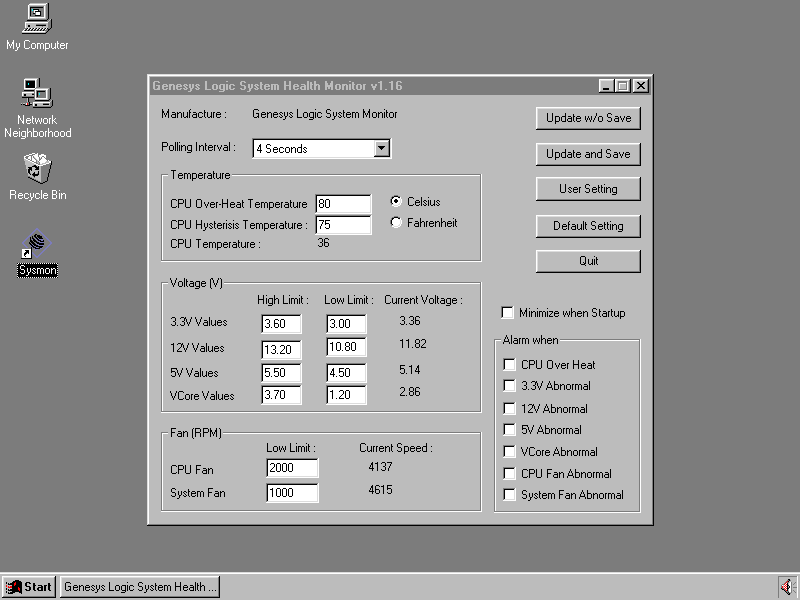 My Computer
Network
Neighborhood
Recycle Bin
Sysmon
Genesys Logic System Health Monitor v1.16
Manufacture : Genesys Logic System Monitor
Polling Interval : 4 Seconds
Temperature
CPU Over-Heat Temperature 80
CPU Hysterisis Temperature : 75
CPU Temperature : 36
Celsius
Fahrenheit
Voltage (V)
High Limit : Low Limit : Current Voltage :
3.3V Values 3.60 3.00 3.36
12V Values 13.20 10.80 11.82
5V Values 5.50 4.50 5.14
VCore Values 3.70 1.20 2.86
Fan (RPM)
Low Limit : Current Speed :
CPU Fan 2000 4137
System Fan 1000 4615
Update w/o Save
Update and Save
User Setting
Default Setting
Quit
Minimize when Startup
Alarm when
CPU Over Heat
3.3V Abnormal
12V Abnormal
5V Abnormal
VCore Abnormal
CPU Fan Abnormal
System Fan Abnormal
Start
Genesys Logic System Health ...